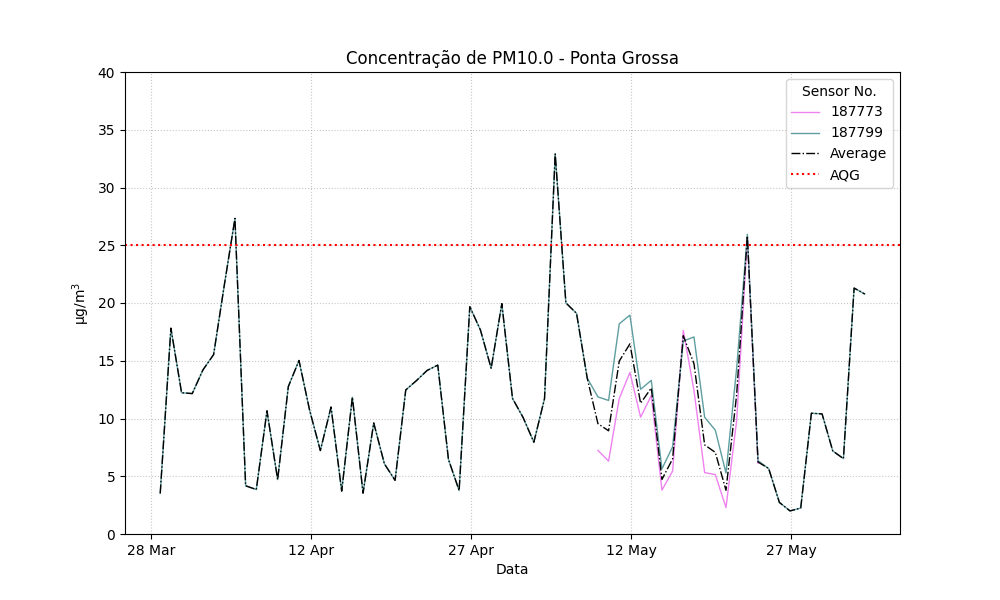 Concentração de PM10.0 - Ponta Grossa
40
35
30
25
20
15
10
5
0
µg/m³
28 Mar
12 Apr
27 Apr
12 May
27 May
Data
Sensor No.
187773
187799
Average
AQG